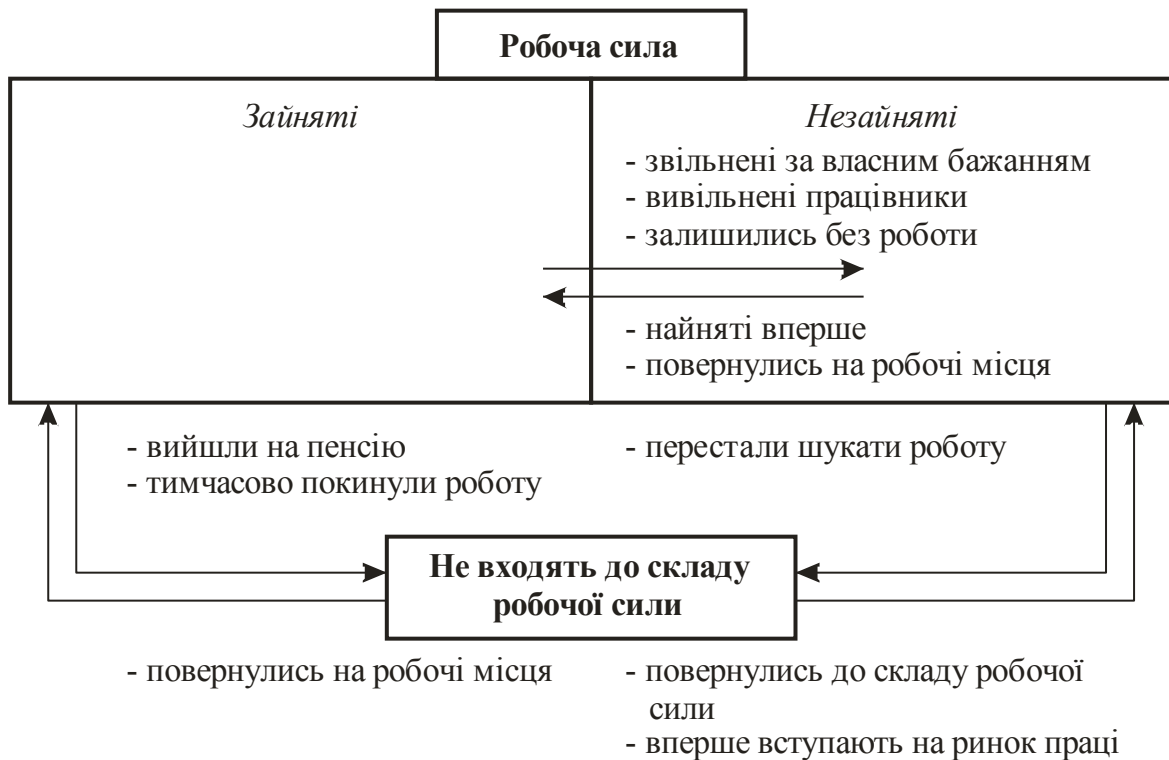 Робоча сила
Зайняті
Незайняті
- звільнені за власним бажанням
- вивільнені працівники
- залишились без роботи
- найняті вперше
- повернулись на робочі місця
- вийшли на пенсію
- тимчасово покинули роботу
- перестали шукати роботу
Не входять до складу
робочої сили
- повернулись на робочі місця
- повернулись до складу робочої
сили
- вперше вступають на ринок праці